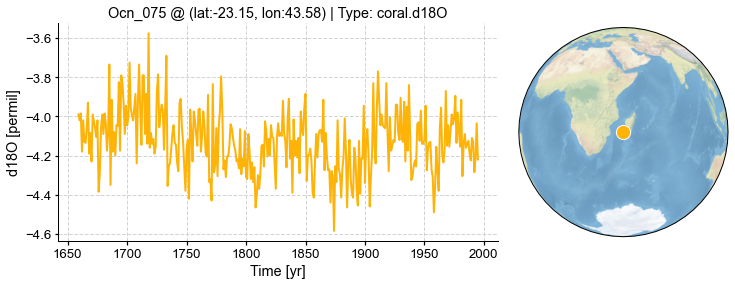 Ocn_075 @ (lat:-23.15, lon:43.58) | Type: coral.d18O
d18O [permil]
−3.6
−3.8
−4.0
−4.2
−4.4
−4.6
1650 1700 1750 1800 1850 1900 1950 2000
Time [yr]